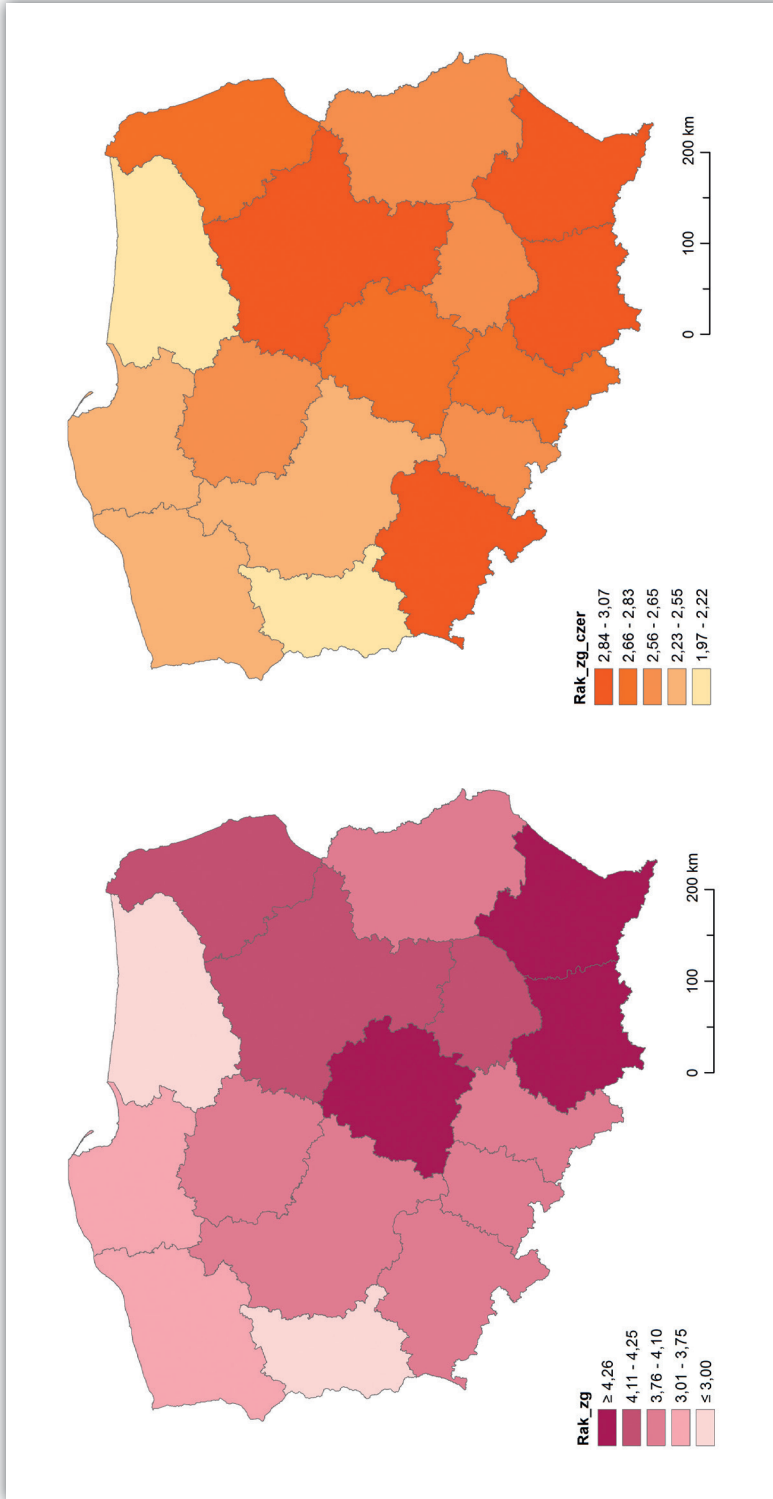 Rak_zg
≥ 4,26
4,11 - 4,25
3,76 - 4,10
3,01 - 3,75
≤ 3,00
0 100 200 km
Rak_zg_czer
2,84 - 3,07
2,66 - 2,83
2,56 - 2,65
2,23 - 2,55
1,97 - 2,22
0 100 200 km